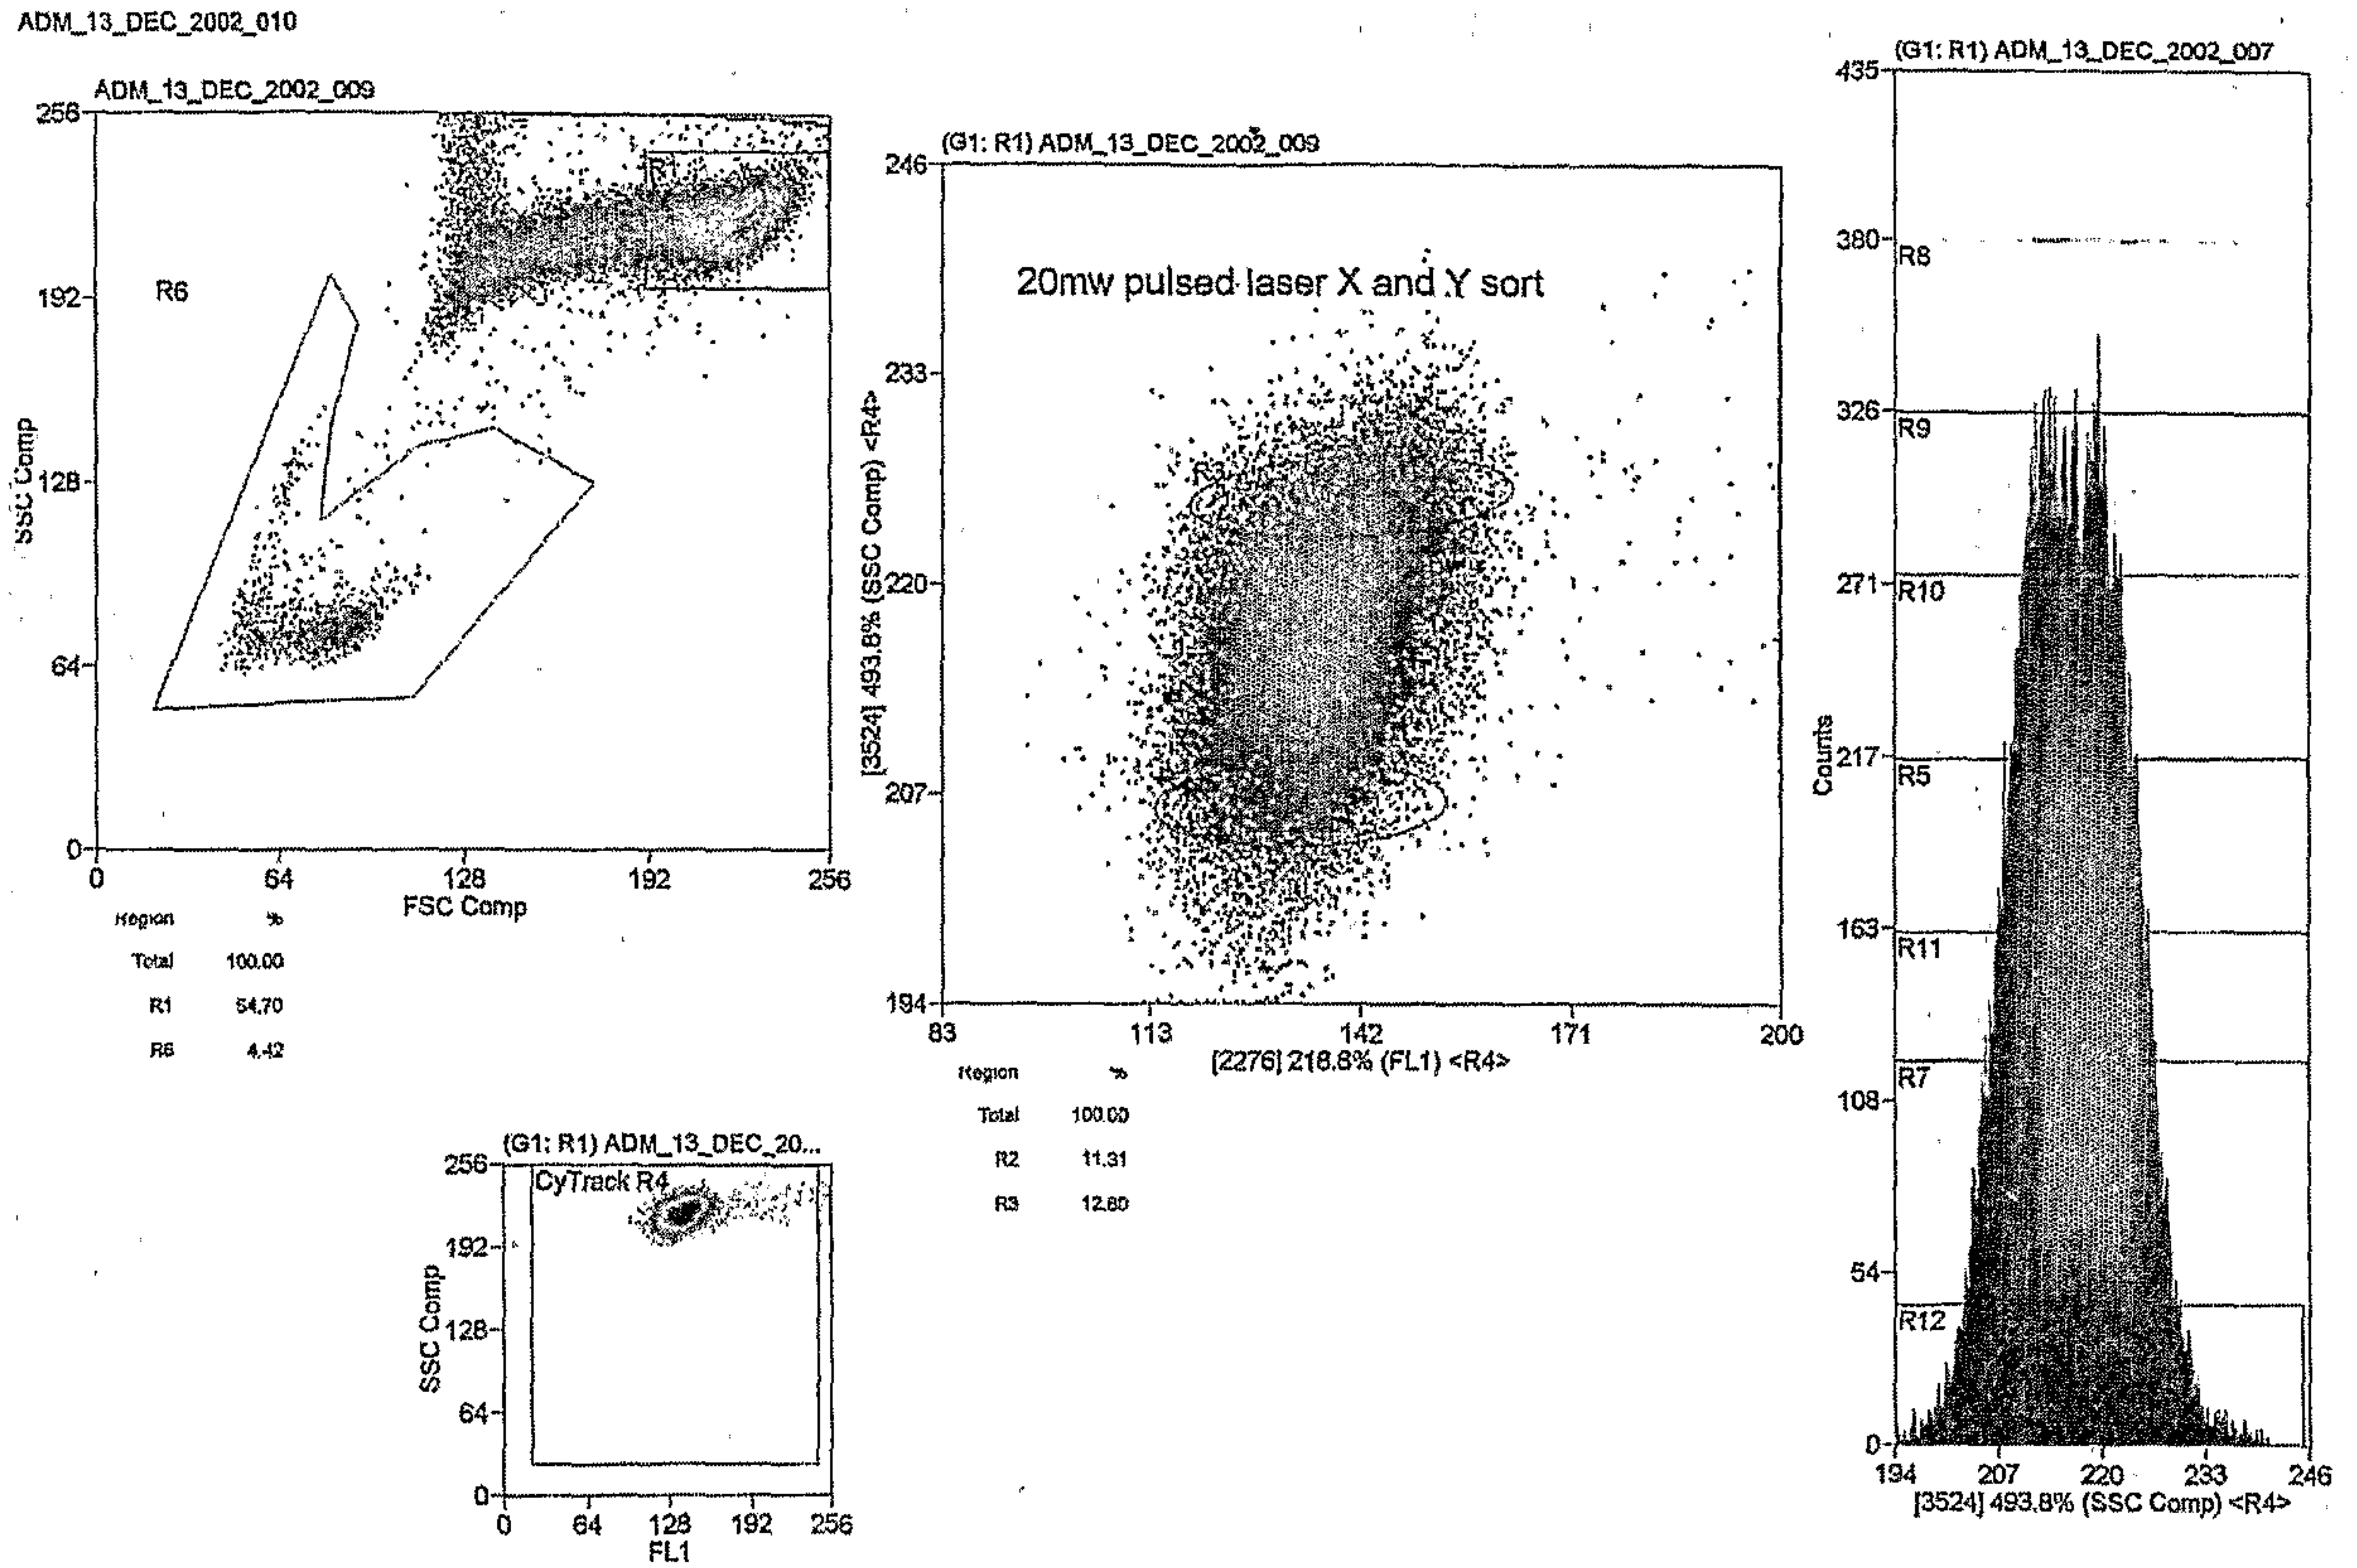 ADM_13_DEC_2002_010
ADM_13_DEC_2002_009
256
192
128
64
0
SSC Comp
R6
R1
0 64 128 192 256
FSC Comp
Region %
Total 100.00
R1 54.70
R6 4.42
(G1: R1) ADM_13_DEC_2002_009
246
233
220
207
194
[3524] 493.8% (SSC Comp) <R4>
20mw pulsed laser X and Y sort
R3
83 113 142 171 200
[2276] 218.8% (FL1) <R4>
Region %
Total 100.00
R2 11.31
R3 12.60
(G1: R1) ADM_13_DEC_20...
256
192
128
64
0
SSC Comp
CyTrack R4
0 64 128 192 256
FL1
(G1: R1) ADM_13_DEC_2002_007
435
380
326
271
217
163
108
54
0
Counts
R8
R9
R10
R5
R11
R7
R12
194 207 220 233 246
[3524] 493.8% (SSC Comp) <R4>